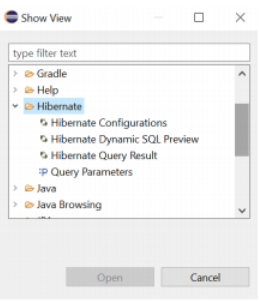 Show View
type filter text
Gradle
Help
Hibernate
Hibernate Configurations
Hibernate Dynamic SQL Preview
Hibernate Query Result
Query Parameters
Java
Java Browsing
Open
Cancel